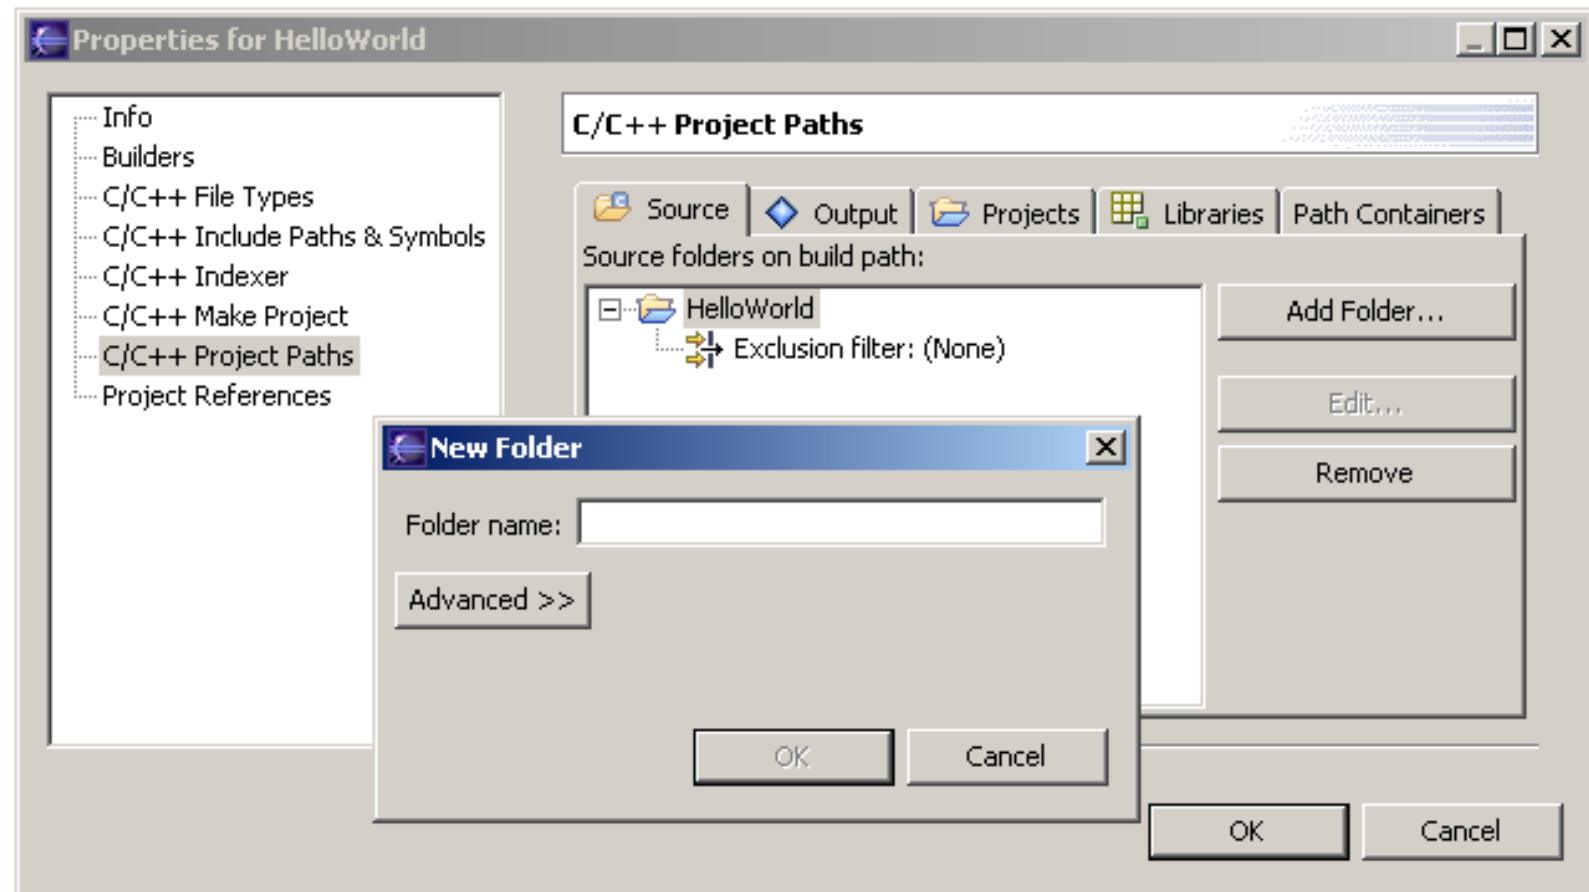 Properties for HelloWorld
Info
Builders
C/C++ File Types
C/C++ Include Paths & Symbols
C/C++ Indexer
C/C++ Make Project
C/C++ Project Paths
Project References
C/C++ Project Paths
Source Output Projects Libraries Path Containers
Source folders on build path:
HelloWorld
Exclusion filter: (None)
Add Folder...
Edit...
Remove
New Folder
Folder name:
Advanced >>
OK Cancel
OK Cancel